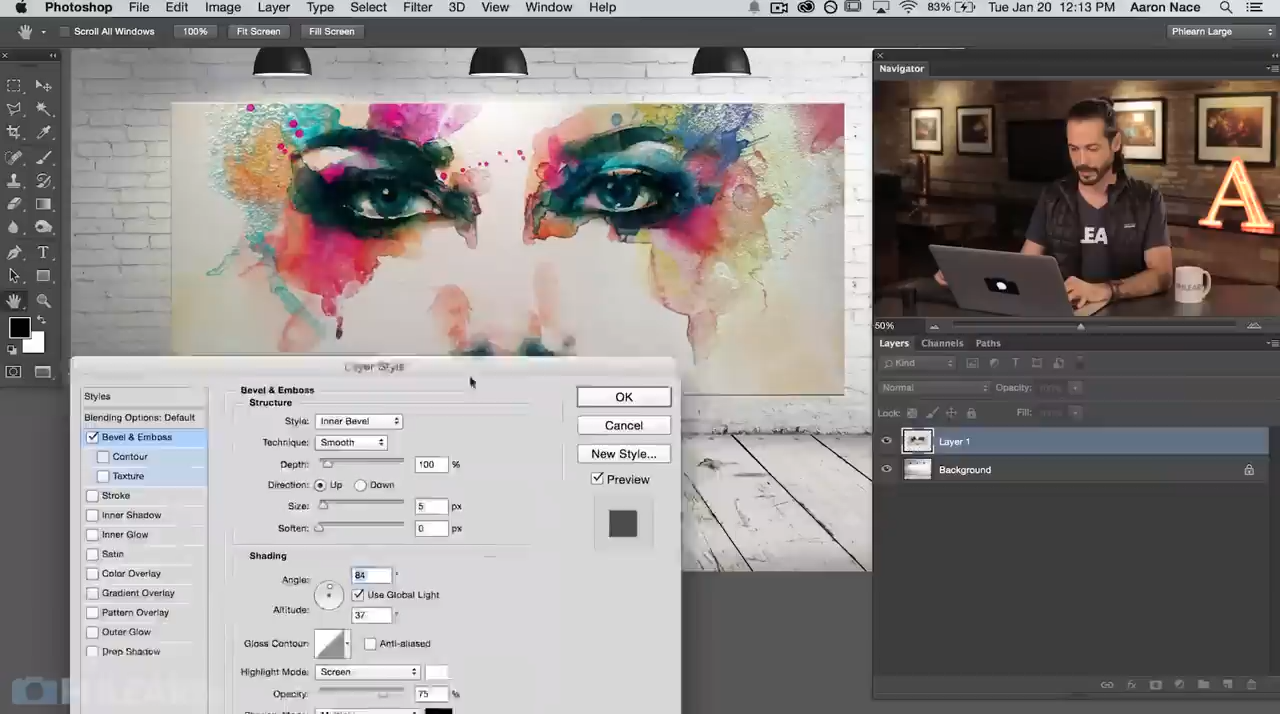 Photoshop File Edit Image Layer Type Select Filter 3D View Window Help 83% Tue Jan 20 12:13 PM Aaron Nace
Scroll All Windows 100% Fit Screen Fill Screen Phlearn Large
Navigator
LEA
A
50%
Layers Channels Paths
Kind
Normal Opacity:
Lock: Fill:
Layer 1
Background
Layer Style
Styles
Blending Options: Default
Bevel & Emboss
Contour
Texture
Stroke
Inner Shadow
Inner Glow
Satin
Color Overlay
Gradient Overlay
Pattern Overlay
Outer Glow
Drop Shadow
Bevel & Emboss
Structure
Style: Inner Bevel
Technique: Smooth
Depth: 100 %
Direction: Up Down
Size: 5 px
Soften: 0 px
Shading
Angle: 84 °
Use Global Light
Altitude: 37 °
Gloss Contour: Anti-aliased
Highlight Mode: Screen
Opacity: 75 %
OK
Cancel
New Style...
Preview